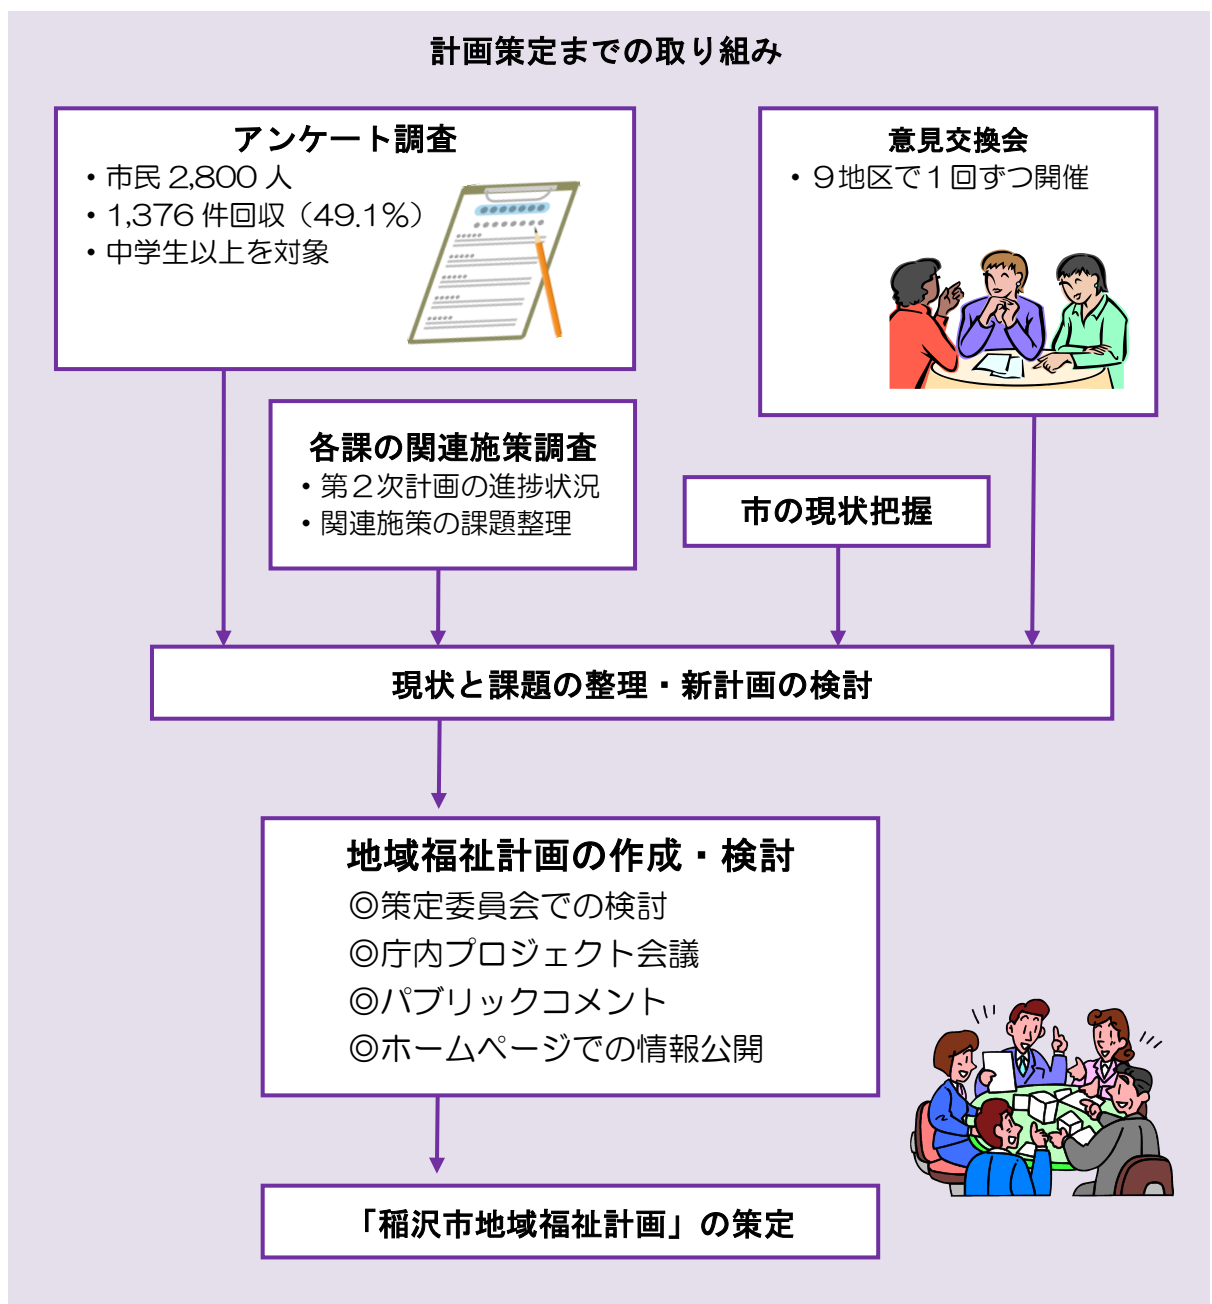 計画策定までの取り組み
アンケート調査
・市民 2,800 人
・1,376 件回収（49.1％）
・中学生以上を対象
意見交換会
・９地区で１回ずつ開催
各課の関連施策調査
・第２次計画の進捗状況
・関連施策の課題整理
市の現状把握
現状と課題の整理・新計画の検討
地域福祉計画の作成・検討
◎策定委員会での検討
◎庁内プロジェクト会議
◎パブリックコメント
◎ホームページでの情報公開
「稲沢市地域福祉計画」の策定